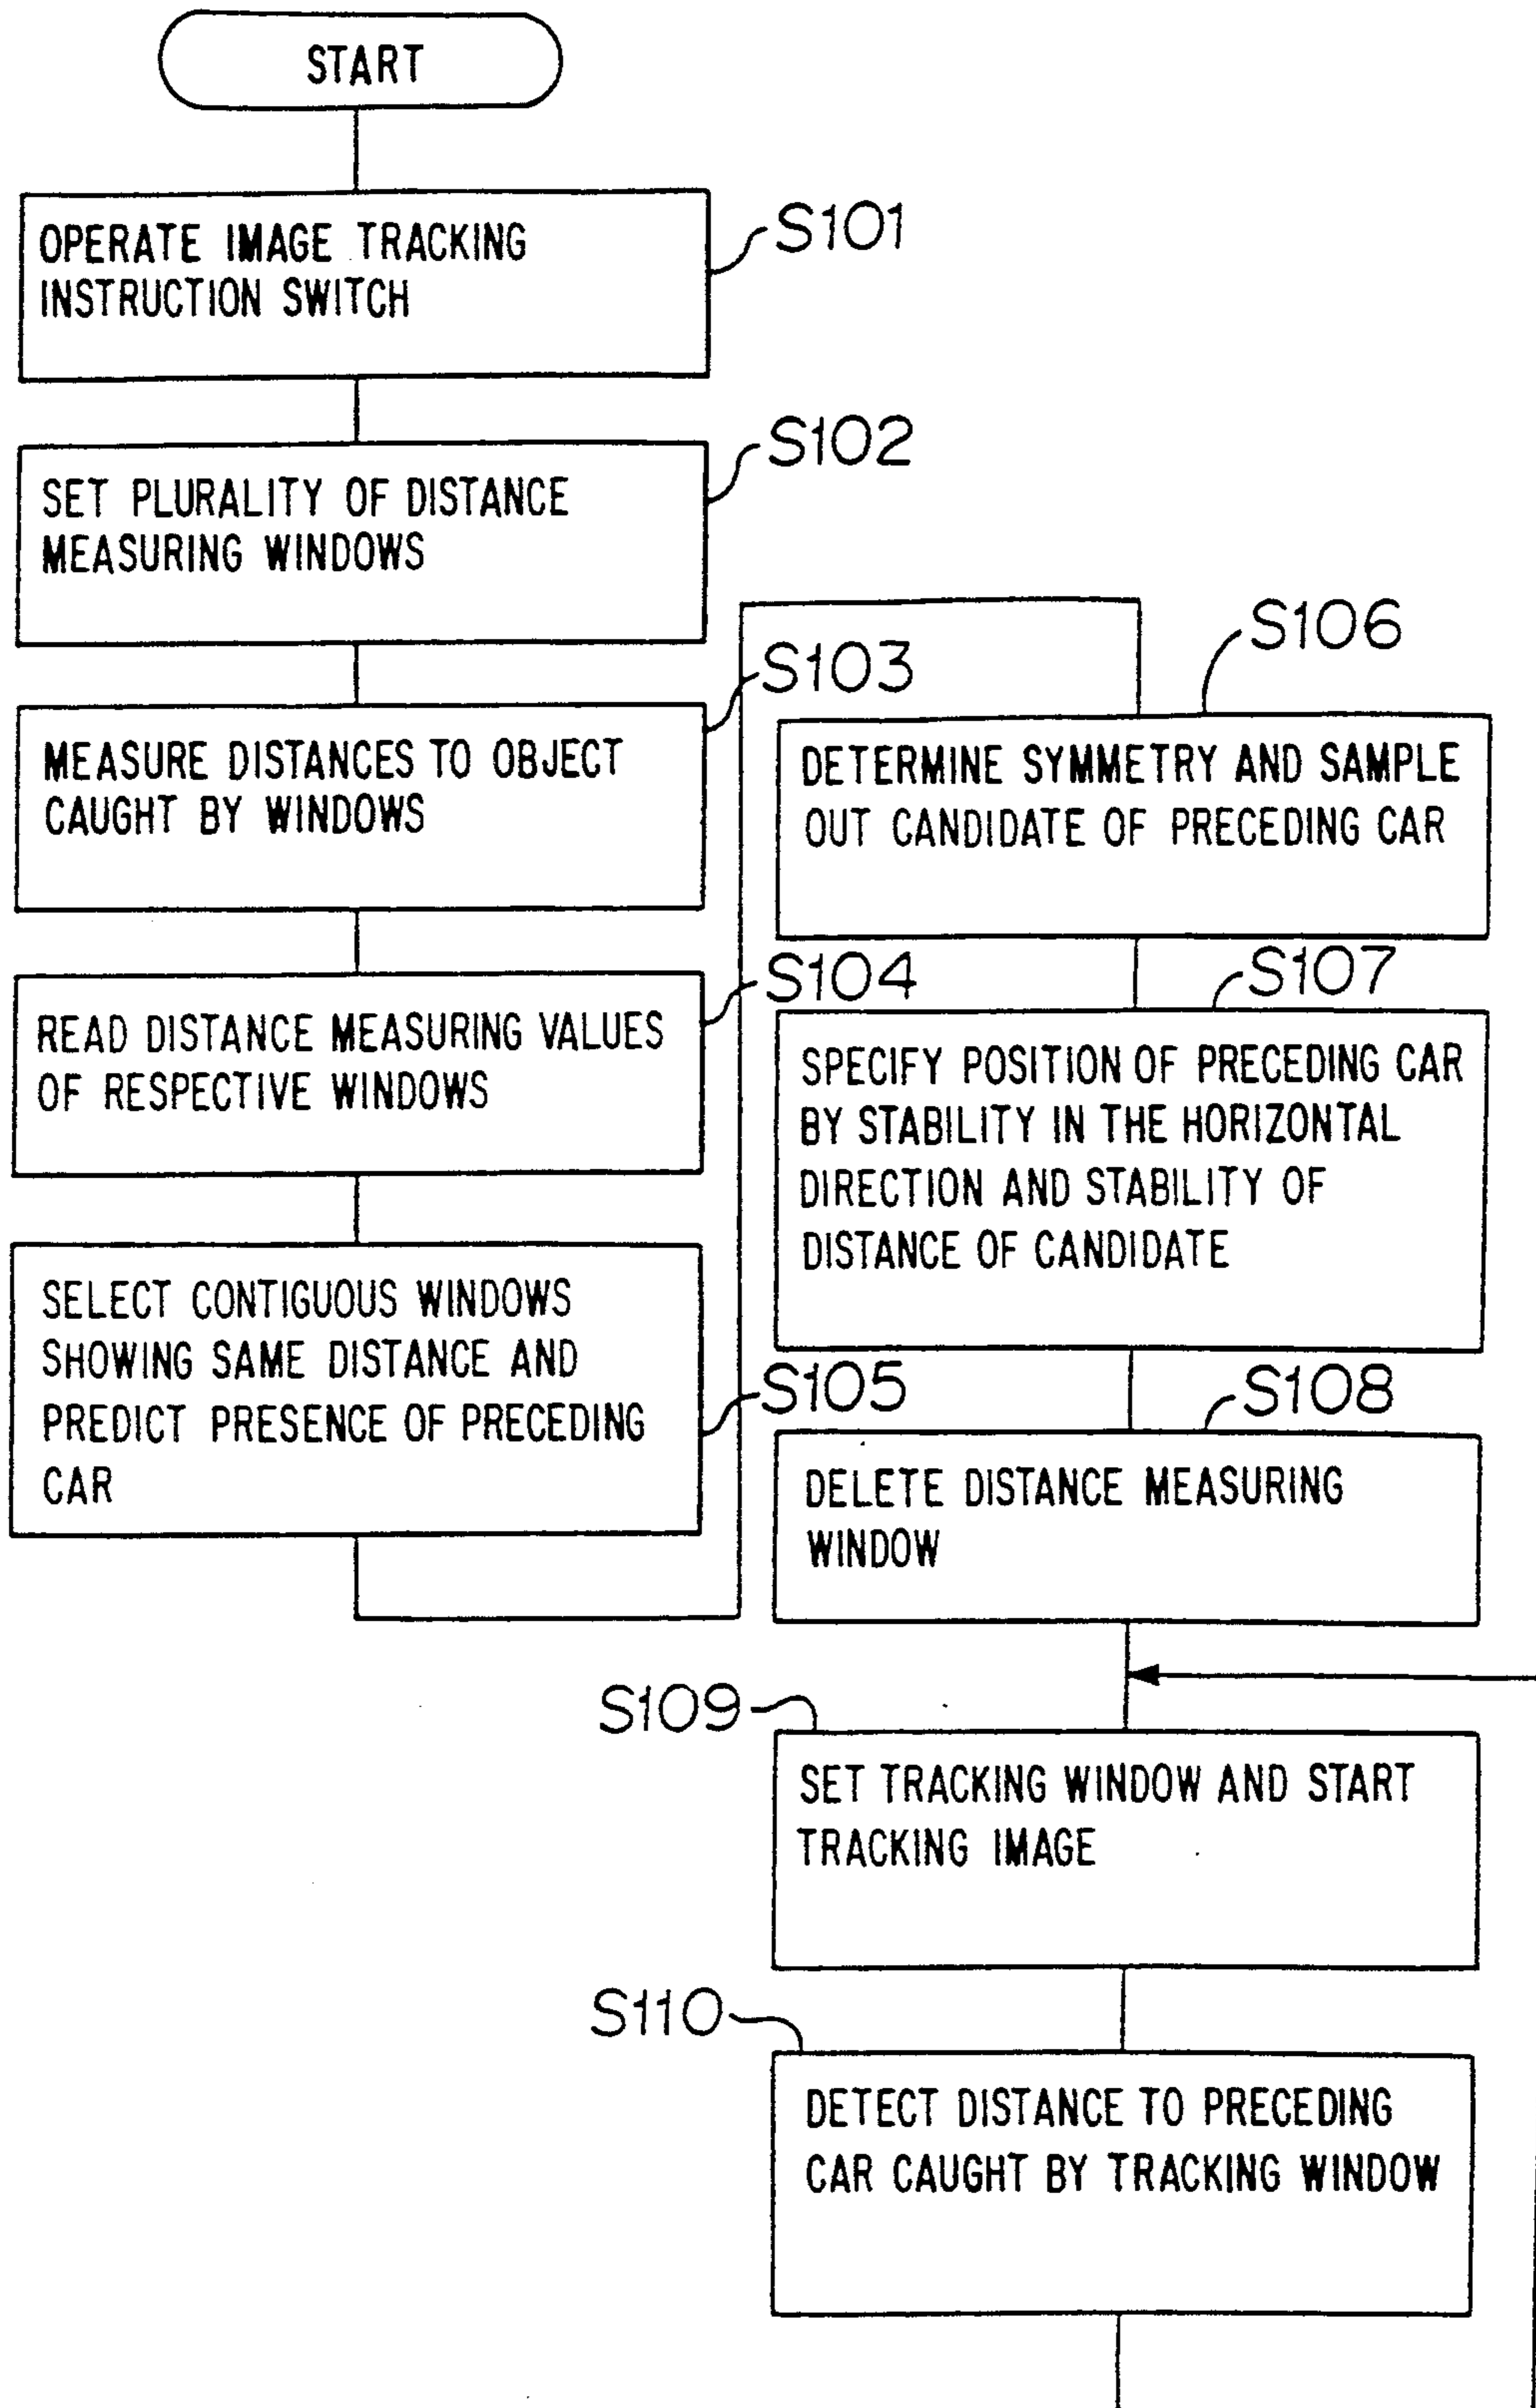 START
OPERATE IMAGE TRACKING
INSTRUCTION SWITCH
S101
SET PLURALITY OF DISTANCE
MEASURING WINDOWS
S102
MEASURE DISTANCES TO OBJECT
CAUGHT BY WINDOWS
S103
READ DISTANCE MEASURING VALUES
OF RESPECTIVE WINDOWS
S104
SELECT CONTIGUOUS WINDOWS
SHOWING SAME DISTANCE AND
PREDICT PRESENCE OF PRECEDING
CAR
S105
S106
DETERMINE SYMMETRY AND SAMPLE
OUT CANDIDATE OF PRECEDING CAR
S107
SPECIFY POSITION OF PRECEDING CAR
BY STABILITY IN THE HORIZONTAL
DIRECTION AND STABILITY OF
DISTANCE OF CANDIDATE
S108
DELETE DISTANCE MEASURING
WINDOW
S109
SET TRACKING WINDOW AND START
TRACKING IMAGE
S110
DETECT DISTANCE TO PRECEDING
CAR CAUGHT BY TRACKING WINDOW